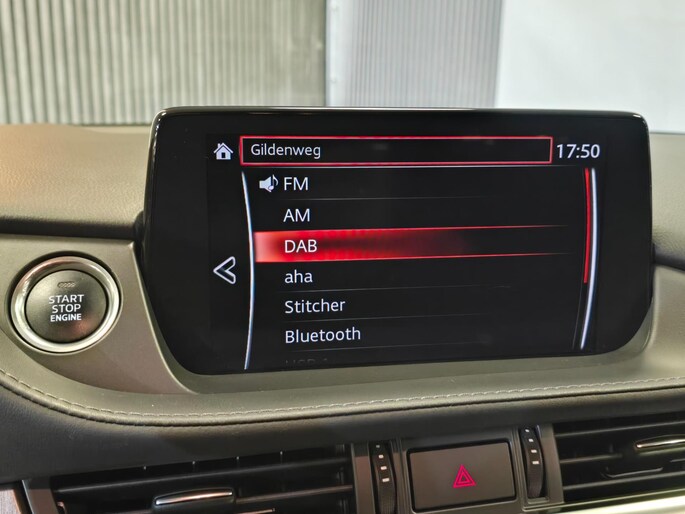 Gildenweg 17:50
FM
AM
DAB
aha
Stitcher
Bluetooth
START
STOP
ENGINE